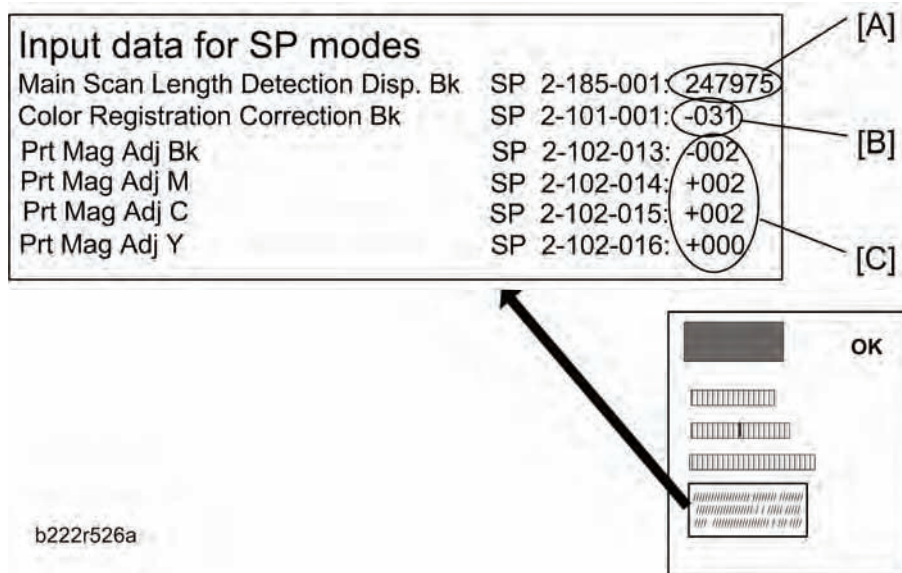 Input data for SP modes
[A]
Main Scan Length Detection Disp. Bk SP 2-185-001: 247975
Color Registration Correction Bk SP 2-101-001: -031
[B]
Prt Mag Adj Bk SP 2-102-013: -002
Prt Mag Adj M SP 2-102-014: +002
Prt Mag Adj C SP 2-102-015: +002
Prt Mag Adj Y SP 2-102-016: +000
[C]
OK
b222r526a